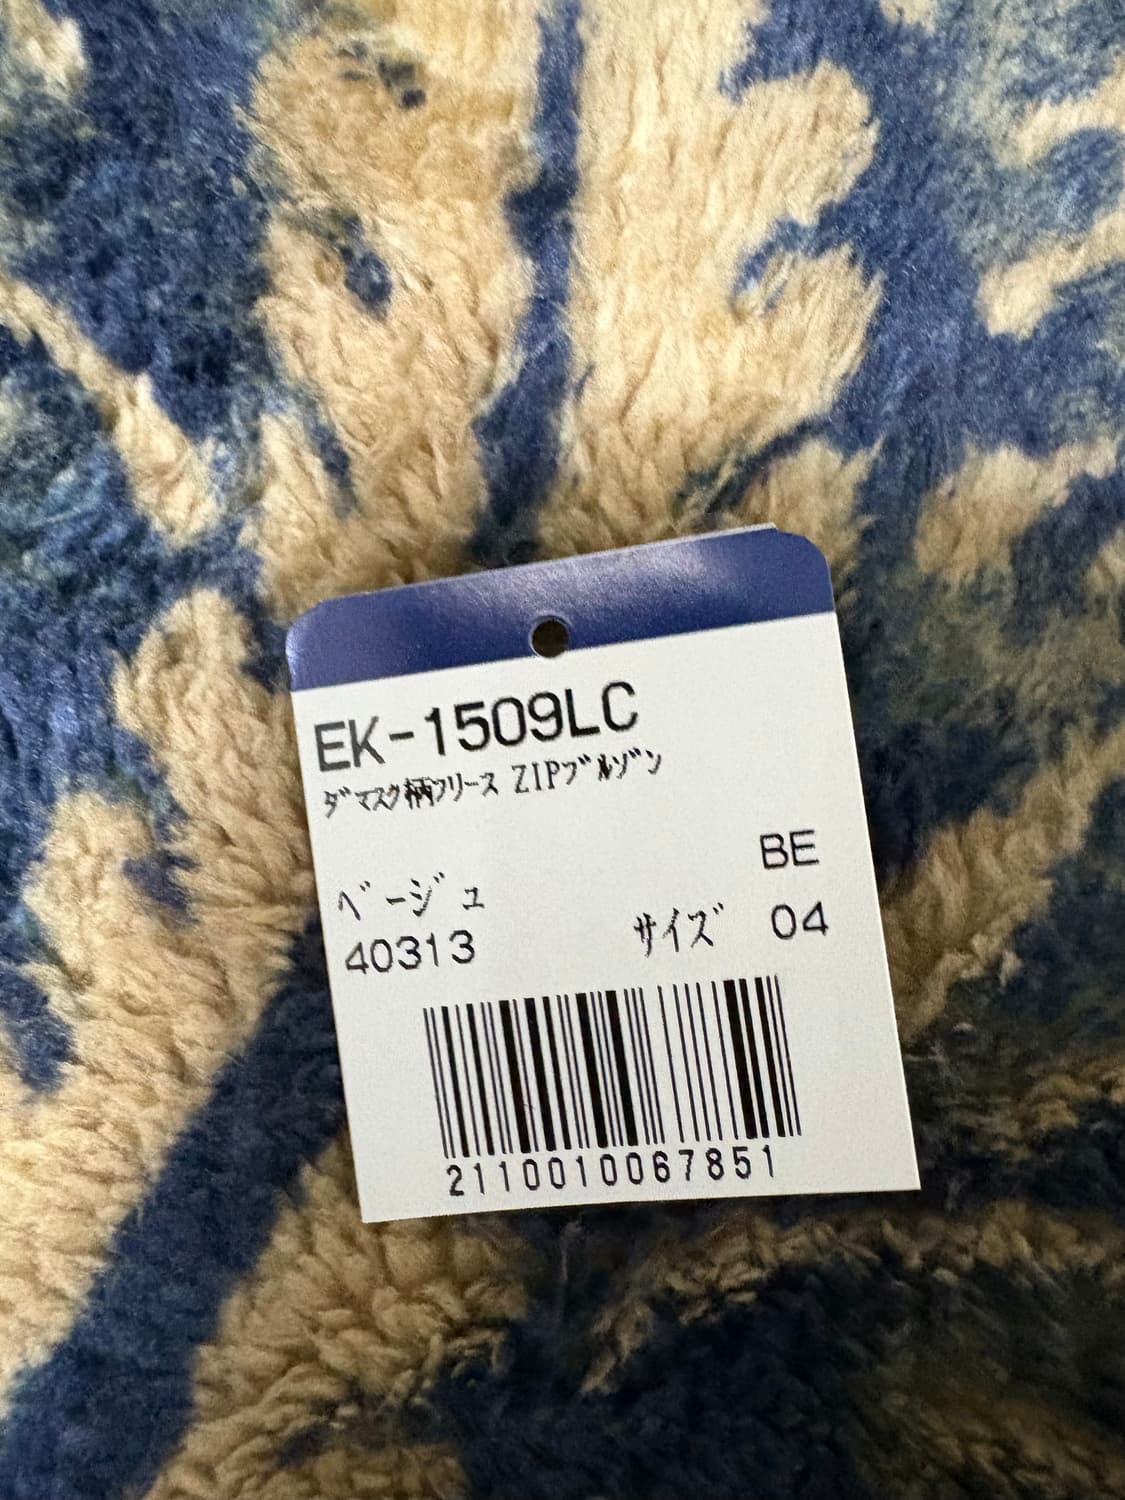 EK-1509LC
ﾀﾞﾏｽｸ柄ﾌﾘｰｽ ZIPﾌﾞﾙｿﾞﾝ
BE
ﾍﾞｰｼﾞｭ
40313 ｻｲｽﾞ 04
2110010067851